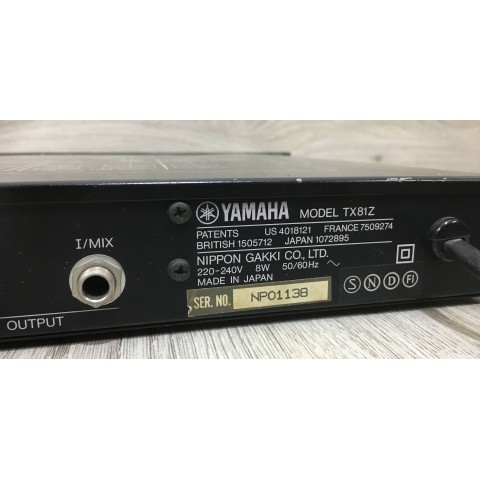 YAMAHA MODEL TX81Z
PATENTS US 4018121 FRANCE 7509274
BRITISH 1505712 JAPAN 1072895
NIPPON GAKKI CO., LTD.
220-240V 8W 50/60Hz
MADE IN JAPAN
SER. NO. NP01138
S N D FI
I/MIX
OUTPUT